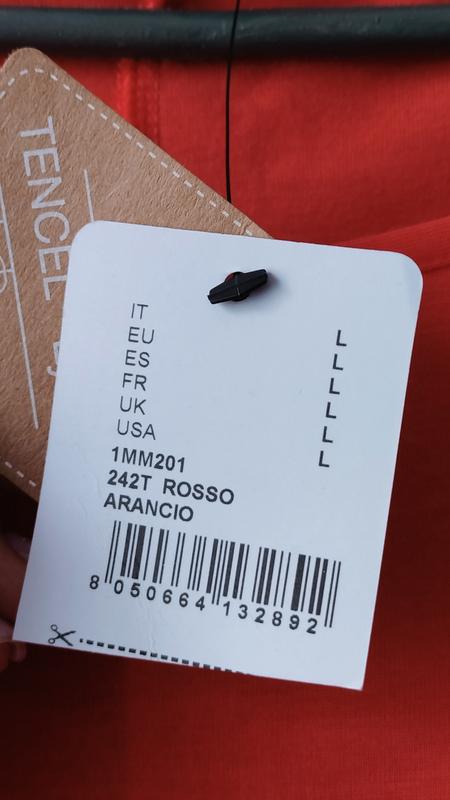 TENCEL
IT L
EU L
ES L
FR L
UK L
USA L
1MM201
242T ROSSO
ARANCIO
8 050664 132892